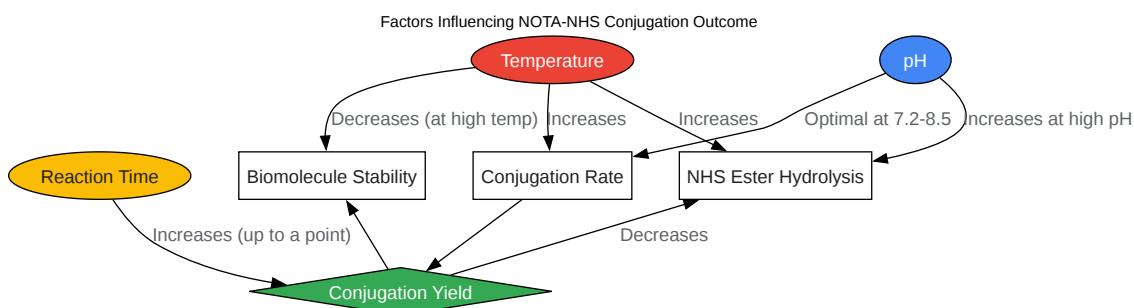 Factors Influencing NOTA-NHS Conjugation Outcome
Temperature
pH
Decreases (at high temp)
Increases
Increases
Optimal at 7.2-8.5
Increases at high pH
Reaction Time
Biomolecule Stability
Conjugation Rate
NHS Ester Hydrolysis
Increases (up to a point)
Decreases
Conjugation Yield